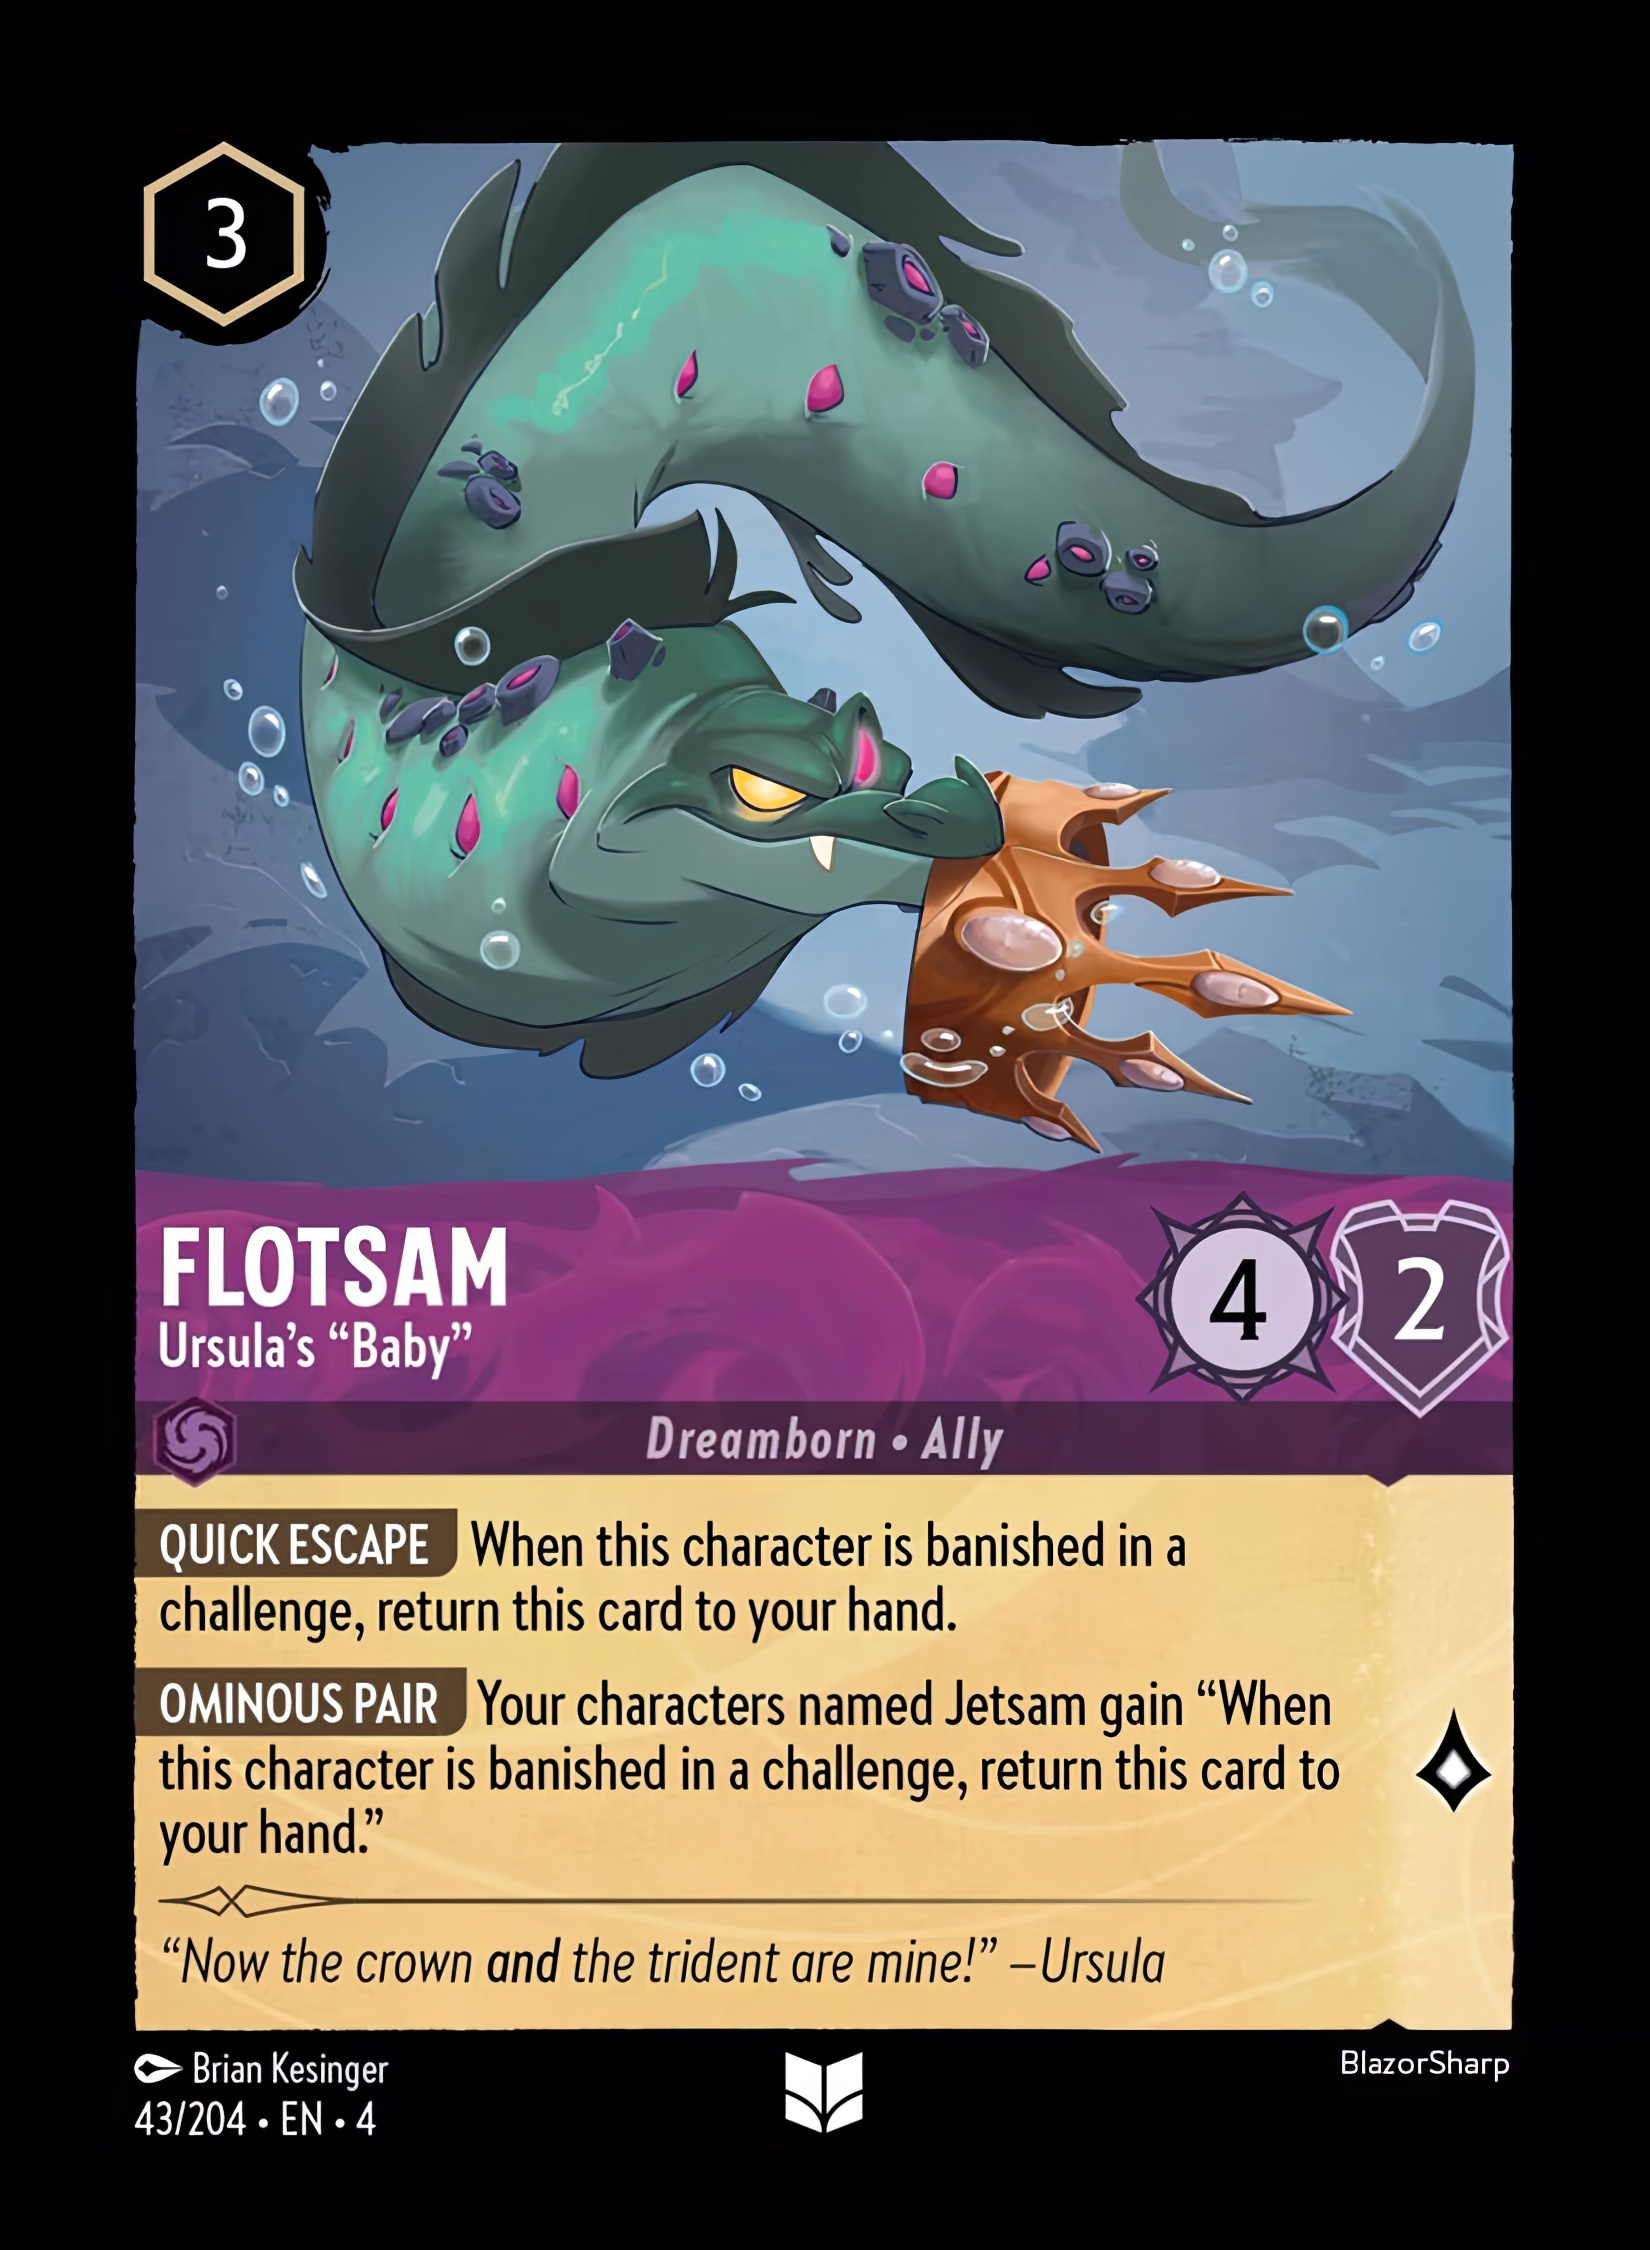 3
FLOTSAM
Ursula’s “Baby”
4
2
Dreamborn • Ally
QUICK ESCAPE When this character is banished in a
challenge, return this card to your hand.
OMINOUS PAIR Your characters named Jetsam gain “When
this character is banished in a challenge, return this card to
your hand.”
“Now the crown and the trident are mine!” –Ursula
Brian Kesinger
BlazorSharp
43/204 • EN • 4